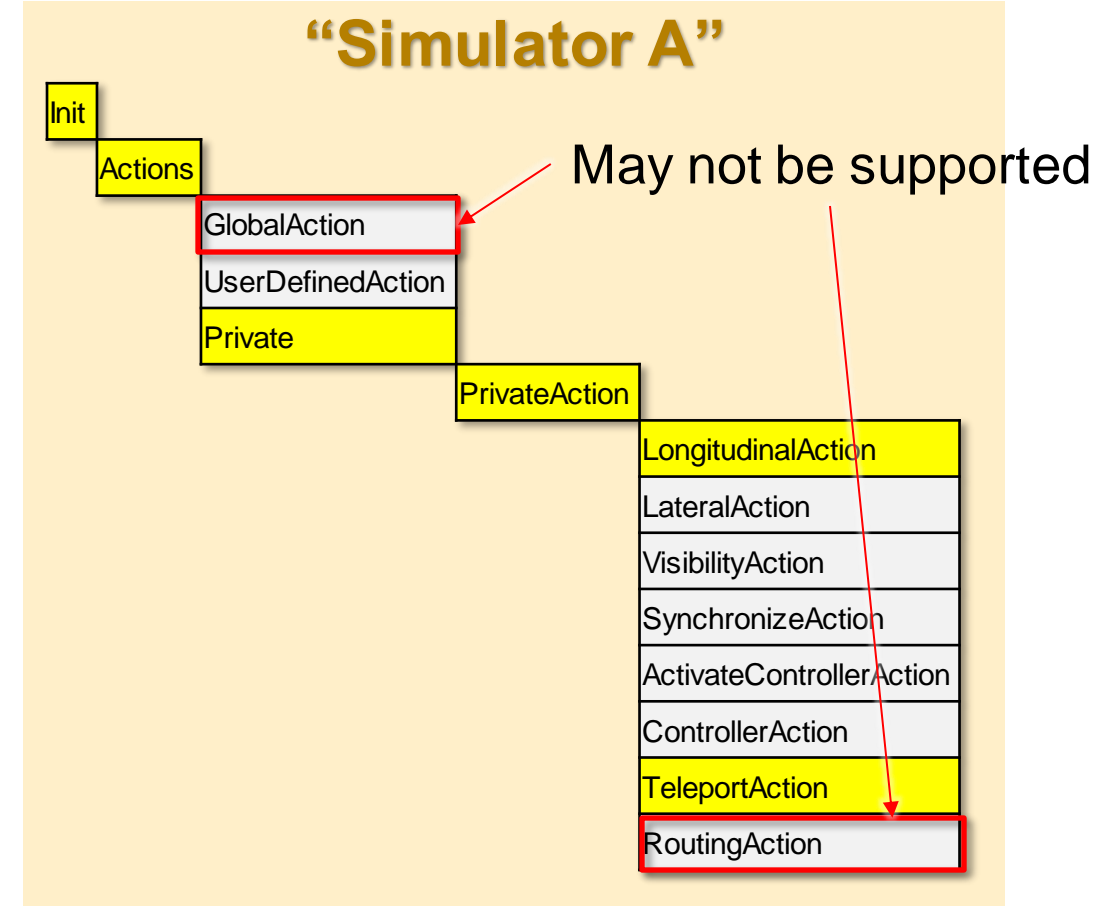 “Simulator A”
Init
Actions
May not be supported
GlobalAction
UserDefinedAction
Private
PrivateAction
LongitudinalAction
LateralAction
VisibilityAction
SynchronizeAction
ActivateControllerAction
ControllerAction
TeleportAction
RoutingAction